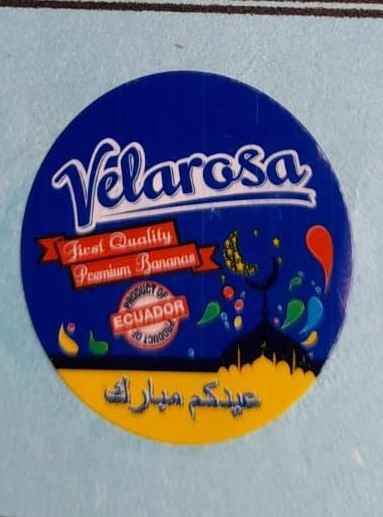 Velarosa
First Quality
Premium Bananas
PRODUCT OF
ECUADOR
PRODUCT OF
عيدكم مبارك